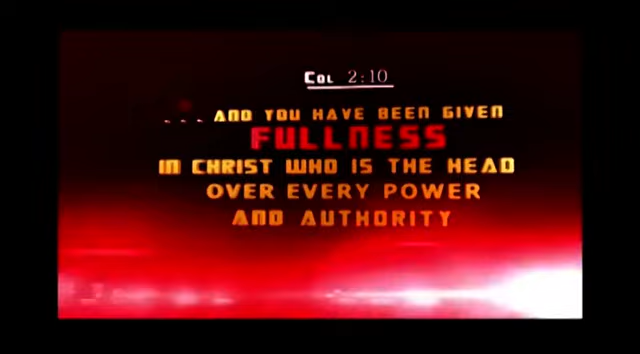 Col 2:10
... AND YOU HAVE BEEN GIVEN
FULLNESS
IN CHRIST WHO IS THE HEAD
OVER EVERY POWER
AND AUTHORITY